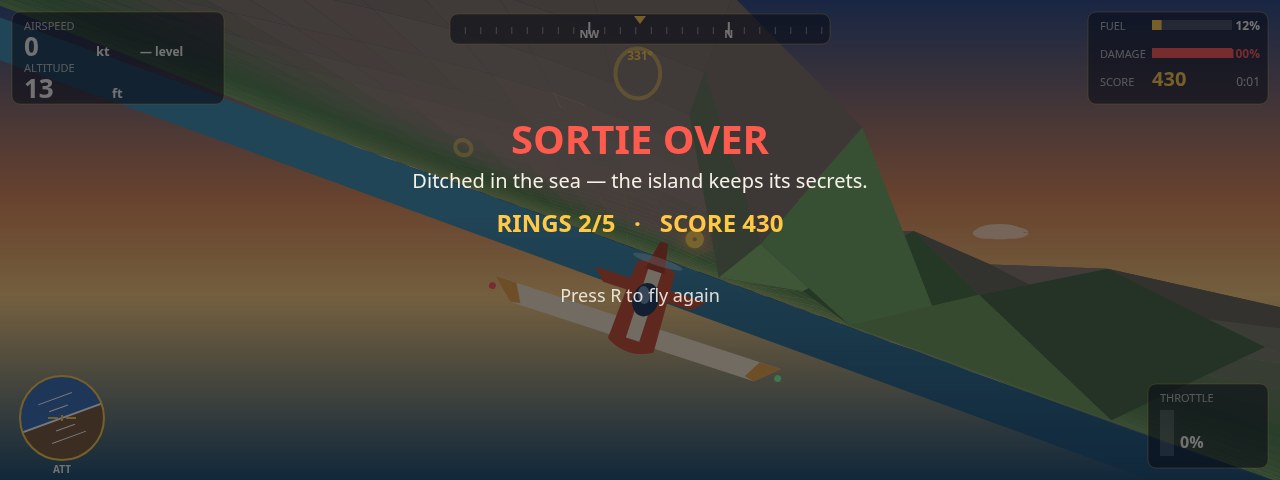 AIRSPEED
0 kt — level
ALTITUDE
13 ft
NW N
331°
FUEL 12%
DAMAGE 00%
SCORE 430 0:01
SORTIE OVER
Ditched in the sea — the island keeps its secrets.
RINGS 2/5 · SCORE 430
Press R to fly again
ATT
THROTTLE
0%